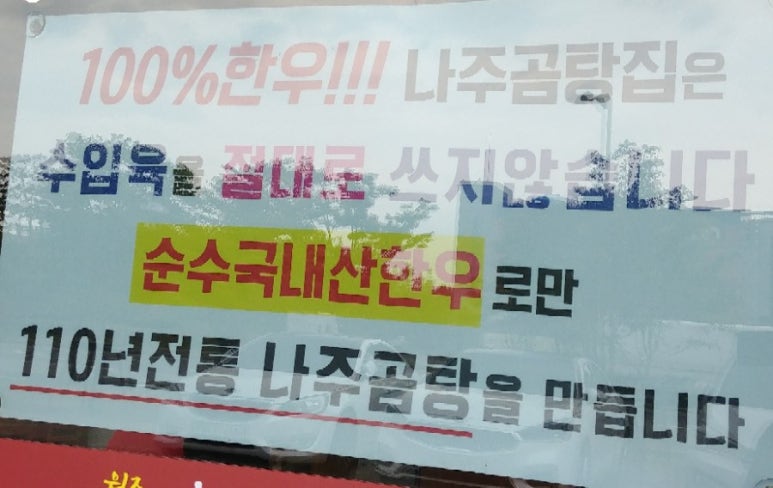 100%한우!!! 나주곰탕집은
수입육을 절대로 쓰지않습니다
순수국내산한우로만
110년전통 나주곰탕을 만듭니다
원조